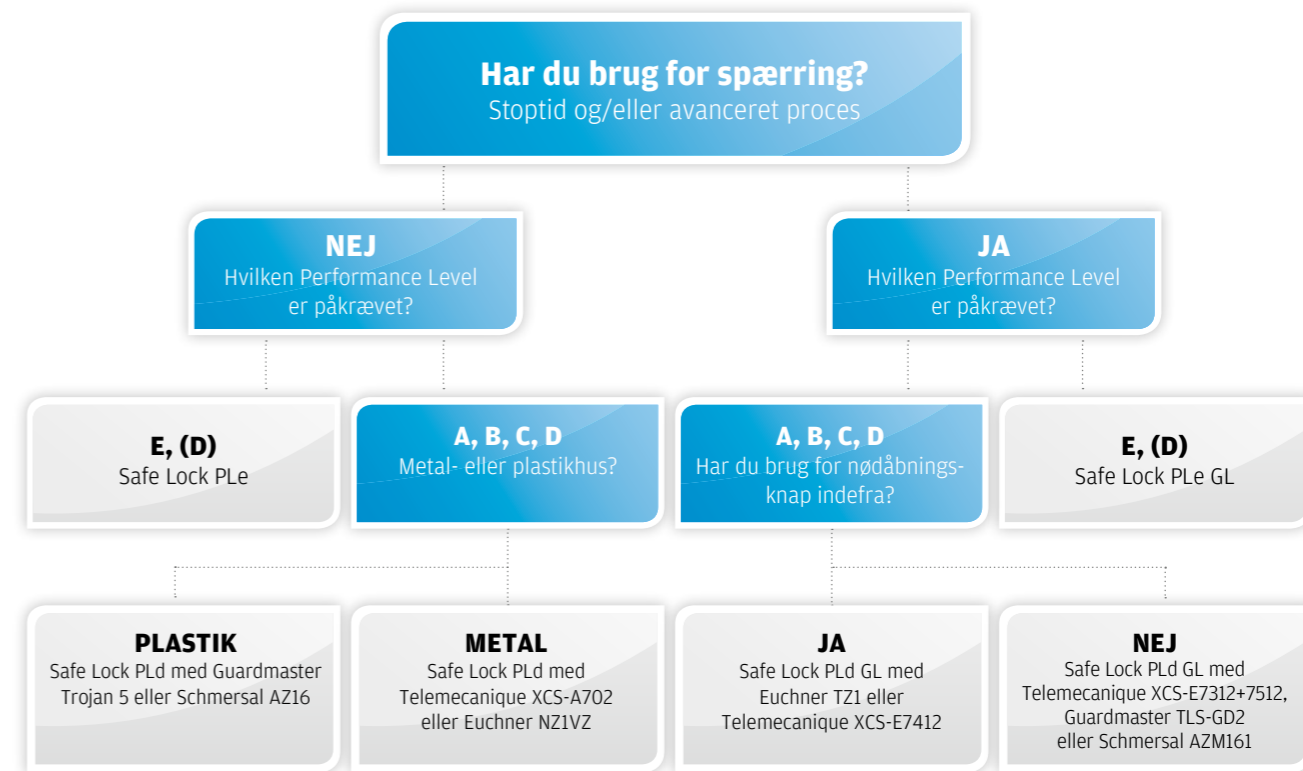 Har du brug for spærring?
Stoptid og/eller avanceret proces
NEJ
Hvilken Performance Level
er påkrævet?
JA
Hvilken Performance Level
er påkrævet?
E, (D)
Safe Lock PLe
A, B, C, D
Metal- eller plastikhus?
A, B, C, D
Har du brug for nødåbnings-
knap indefra?
E, (D)
Safe Lock PLe GL
PLASTIK
Safe Lock PLd med Guardmaster
Trojan 5 eller Schmersal AZ16
METAL
Safe Lock PLd med
Telemecanique XCS-A702
eller Euchner NZ1VZ
JA
Safe Lock PLd GL med
Euchner TZ1 eller
Telemecanique XCS-E7412
NEJ
Safe Lock PLd GL med
Telemecanique XCS-E7312+7512,
Guardmaster TLS-GD2
eller Schmersal AZM161